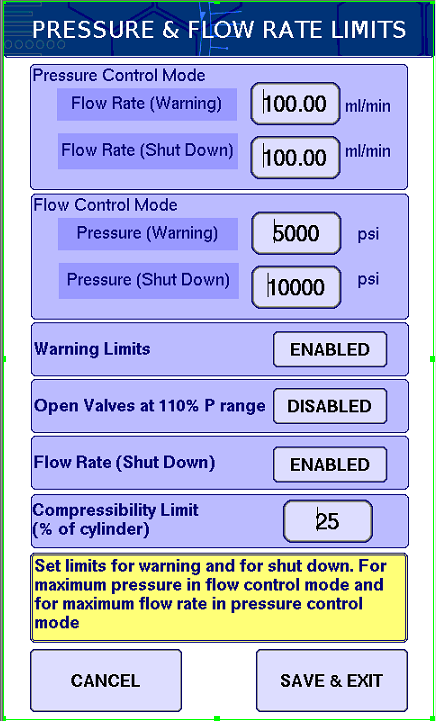 PRESSURE & FLOW RATE LIMITS
Pressure Control Mode
Flow Rate (Warning) 100.00 ml/min
Flow Rate (Shut Down) 100.00 ml/min
Flow Control Mode
Pressure (Warning) 5000 psi
Pressure (Shut Down) 10000 psi
Warning Limits ENABLED
Open Valves at 110% P range DISABLED
Flow Rate (Shut Down) ENABLED
Compressibility Limit
(% of cylinder) 25
Set limits for warning and for shut down. For
maximum pressure in flow control mode and
for maximum flow rate in pressure control
mode
CANCEL SAVE & EXIT